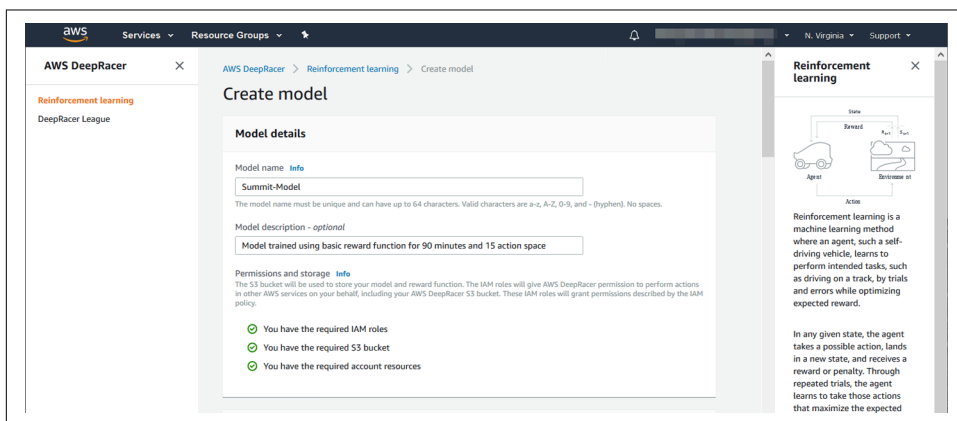 aws Services Resource Groups N. Virginia Support
AWS DeepRacer
Reinforcement learning
DeepRacer League
AWS DeepRacer > Reinforcement learning > Create model
Create model
Model details
Model name Info
Summit-Model
The model name must be unique and can have up to 64 characters. Valid characters are a-z, A-Z, 0-9, and - (hyphen). No spaces.
Model description - optional
Model trained using basic reward function for 90 minutes and 15 action space
Permissions and storage Info
The S3 bucket will be used to store your model and reward function. The IAM roles will give AWS DeepRacer permission to perform actions
in other AWS services on your behalf, including your AWS DeepRacer S3 bucket. These IAM roles will grant permissions described by the IAM
policy.
You have the required IAM roles
You have the required S3 bucket
You have the required account resources
Reinforcement
learning
State
Reward
Agent
Environment
Action
Reinforcement learning is a
machine learning method
where an agent, such a self-
driving vehicle, learns to
perform intended tasks, such
as driving on a track, by trials
and errors while optimizing
expected reward.
In any given state, the agent
takes a possible action, lands
in a new state, and receives a
reward or penalty. Through
repeated trials, the agent
learns to take those actions
that maximize the expected